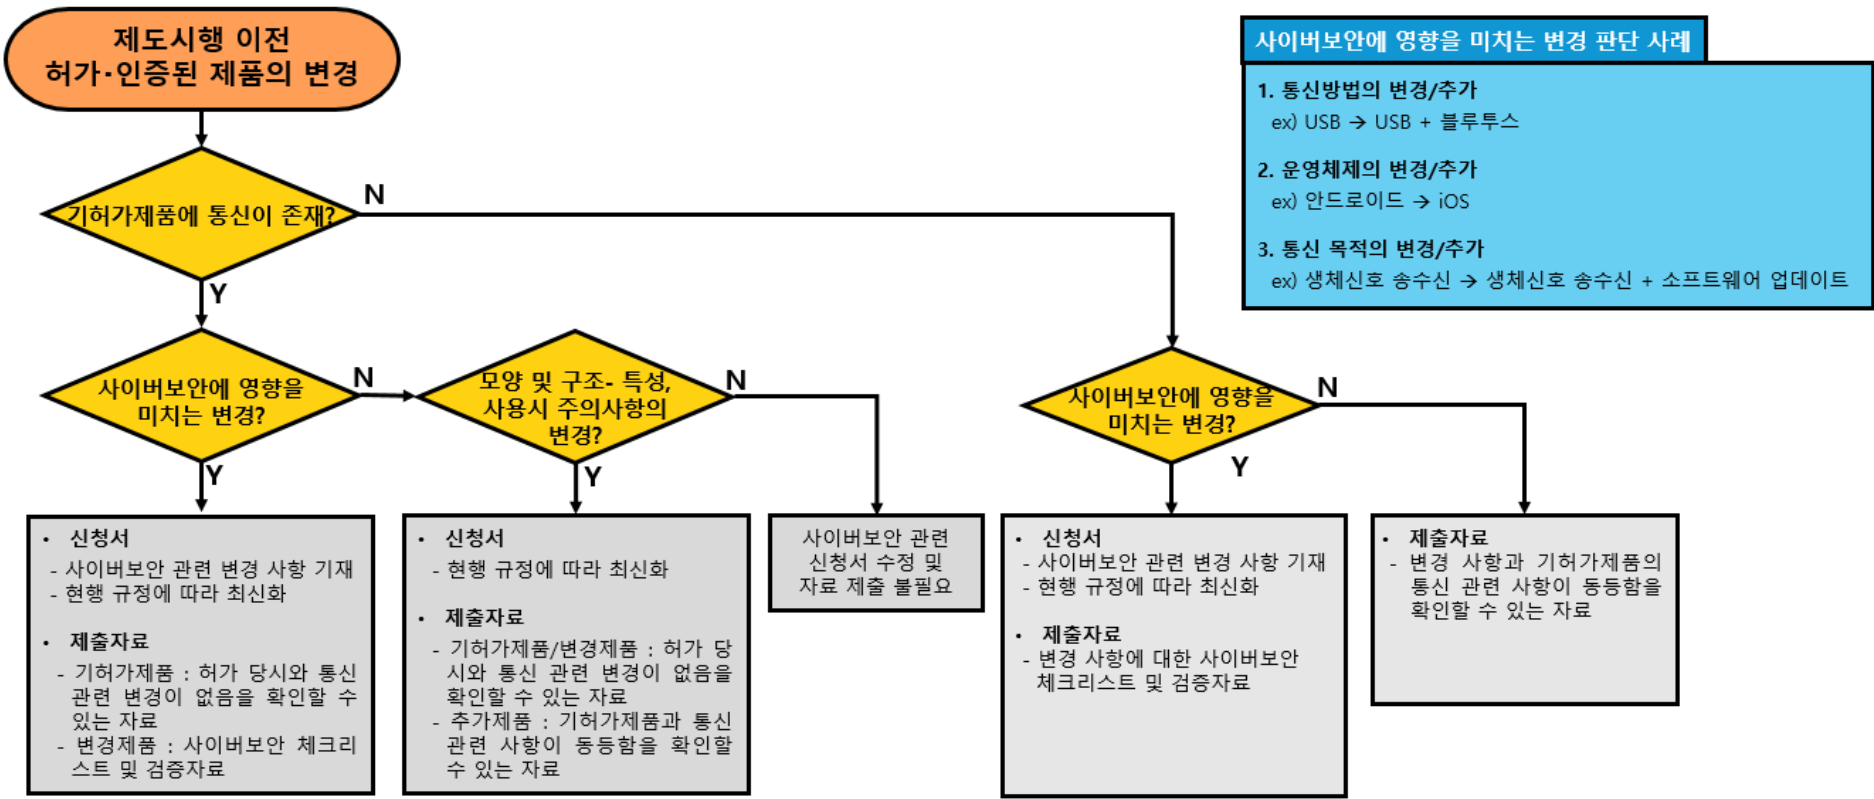 제도시행 이전
허가·인증된 제품의 변경
사이버보안에 영향을 미치는 변경 판단 사례
1. 통신방법의 변경/추가
ex) USB → USB + 블루투스
2. 운영체제의 변경/추가
ex) 안드로이드 → iOS
3. 통신 목적의 변경/추가
ex) 생체신호 송수신 → 생체신호 송수신 + 소프트웨어 업데이트
기허가제품에 통신이 존재?
N
Y
사이버보안에 영향을
미치는 변경?
N
Y
모양 및 구조- 특성,
사용시 주의사항의
변경?
N
Y
사이버보안에 영향을
미치는 변경?
N
Y
• 신청서
- 사이버보안 관련 변경 사항 기재
- 현행 규정에 따라 최신화
• 제출자료
- 기허가제품 : 허가 당시와 통신
관련 변경이 없음을 확인할 수
있는 자료
- 변경제품 : 사이버보안 체크리
스트 및 검증자료
• 신청서
- 현행 규정에 따라 최신화
• 제출자료
- 기허가제품/변경제품 : 허가 당
시와 통신 관련 변경이 없음을
확인할 수 있는 자료
- 추가제품 : 기허가제품과 통신
관련 사항이 동등함을 확인할
수 있는 자료
사이버보안 관련
신청서 수정 및
자료 제출 불필요
• 신청서
- 사이버보안 관련 변경 사항 기재
- 현행 규정에 따라 최신화
• 제출자료
- 변경 사항에 대한 사이버보안
체크리스트 및 검증자료
• 제출자료
- 변경 사항과 기허가제품의
통신 관련 사항이 동등함을
확인할 수 있는 자료